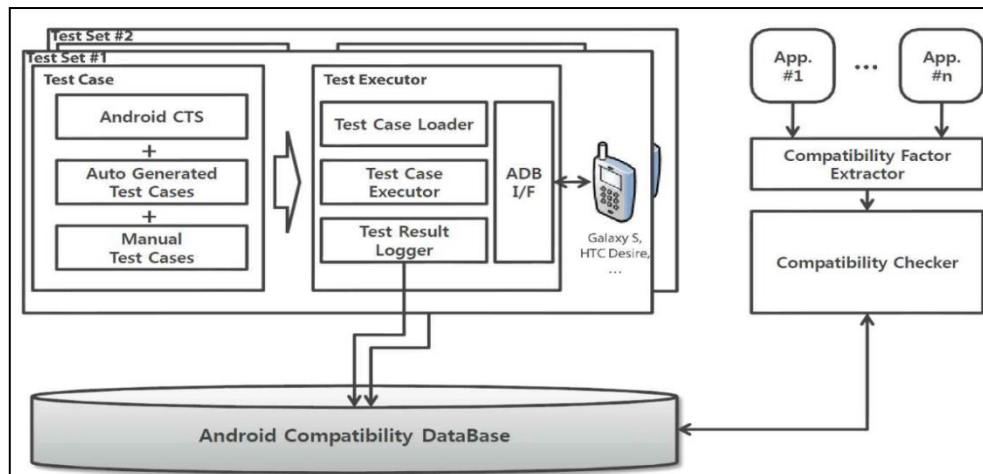 Test Set #2
Test Set #1
Test Case
Android CTS
+
Auto Generated
Test Cases
+
Manual
Test Cases
Test Executor
Test Case Loader
Test Case
Executor
Test Result
Logger
ADB
I/F
Galaxy S,
HTC Desire,
...
App.
#1
...
App.
#n
Compatibility Factor
Extractor
Compatibility Checker
Android Compatibility DataBase